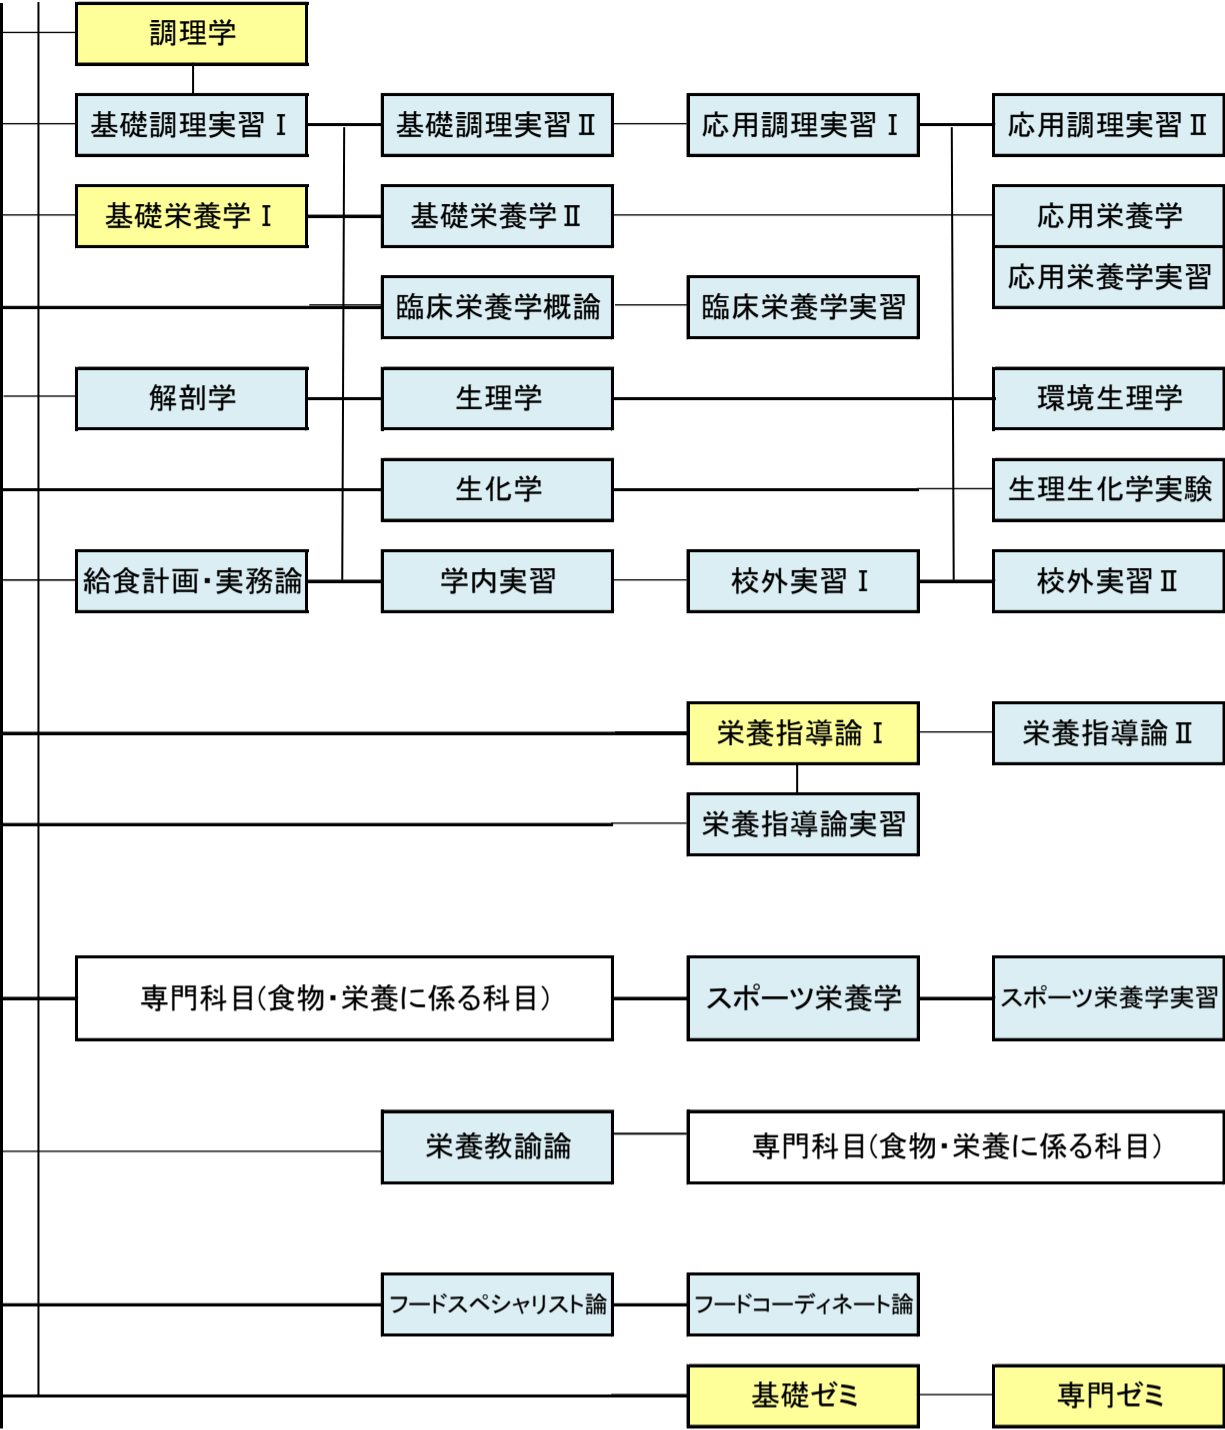 調理学
基礎調理実習Ⅰ
基礎調理実習Ⅱ
応用調理実習Ⅰ
応用調理実習Ⅱ
基礎栄養学Ⅰ
基礎栄養学Ⅱ
応用栄養学
応用栄養学実習
臨床栄養学概論
臨床栄養学実習
解剖学
生理学
環境生理学
生化学
生理生化学実験
給食計画・実務論
学内実習
校外実習Ⅰ
校外実習Ⅱ
栄養指導論Ⅰ
栄養指導論Ⅱ
栄養指導論実習
専門科目(食物・栄養に係る科目)
スポーツ栄養学
スポーツ栄養学実習
栄養教諭論
専門科目(食物・栄養に係る科目)
フードスペシャリスト論
フードコーディネート論
基礎ゼミ
専門ゼミ